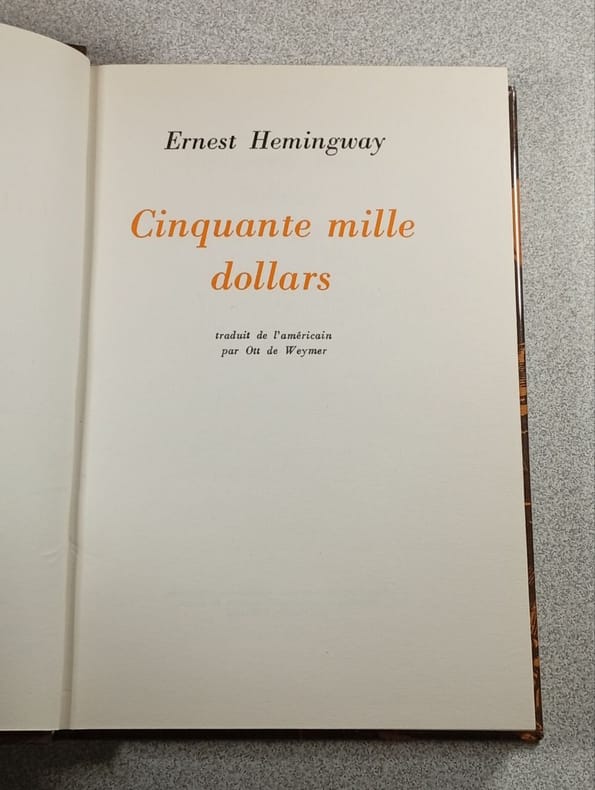 Ernest Hemingway
Cinquante mille
dollars
traduit de l'américain
par Ott de Weymer